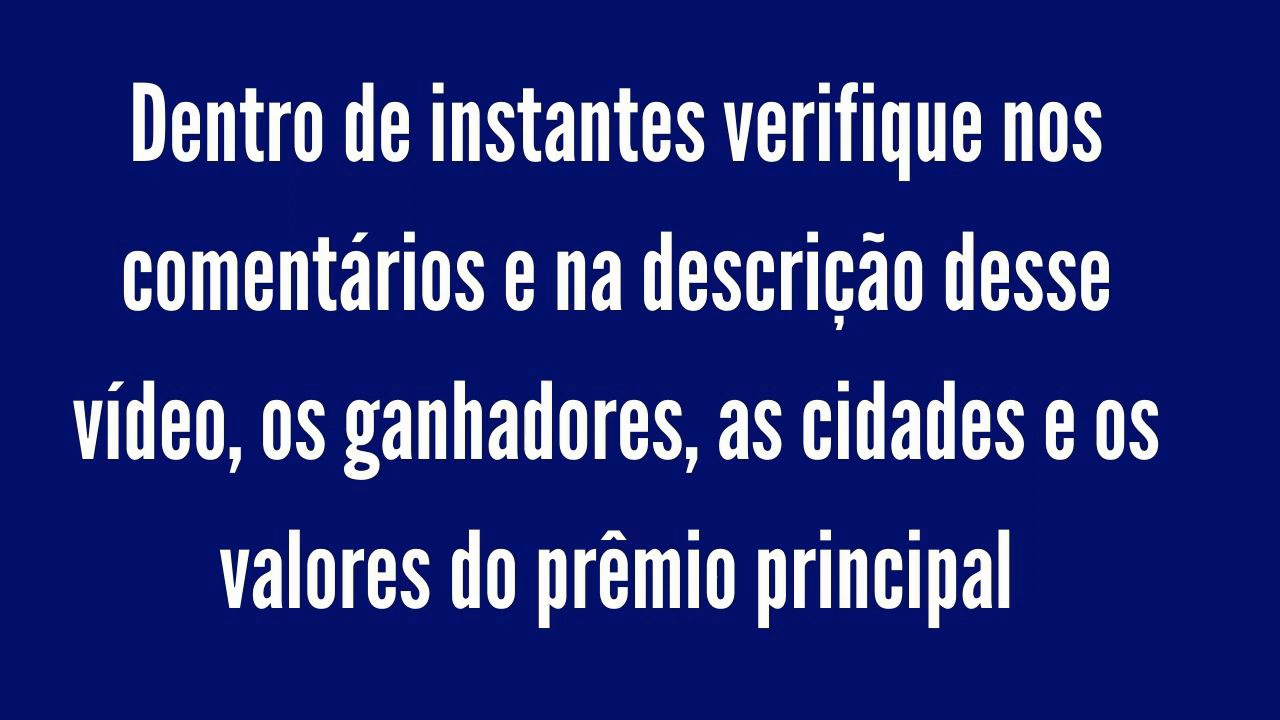 Dentro de instantes verifique nos
comentários e na descrição desse
vídeo, os ganhadores, as cidades e os
valores do prêmio principal